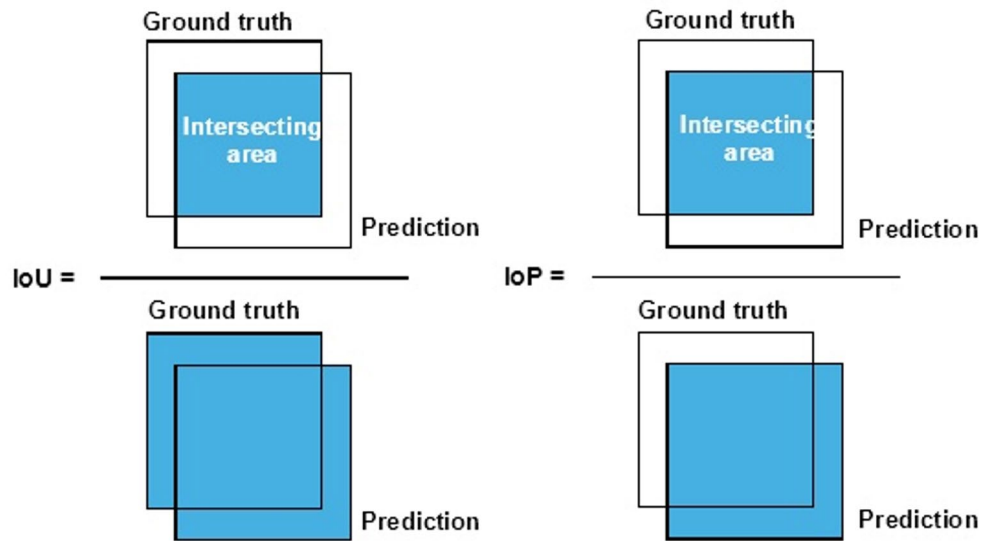 Ground truth
Intersecting
area
Prediction
IoU =
Ground truth
Prediction
Ground truth
Intersecting
area
Prediction
IoP =
Ground truth
Prediction